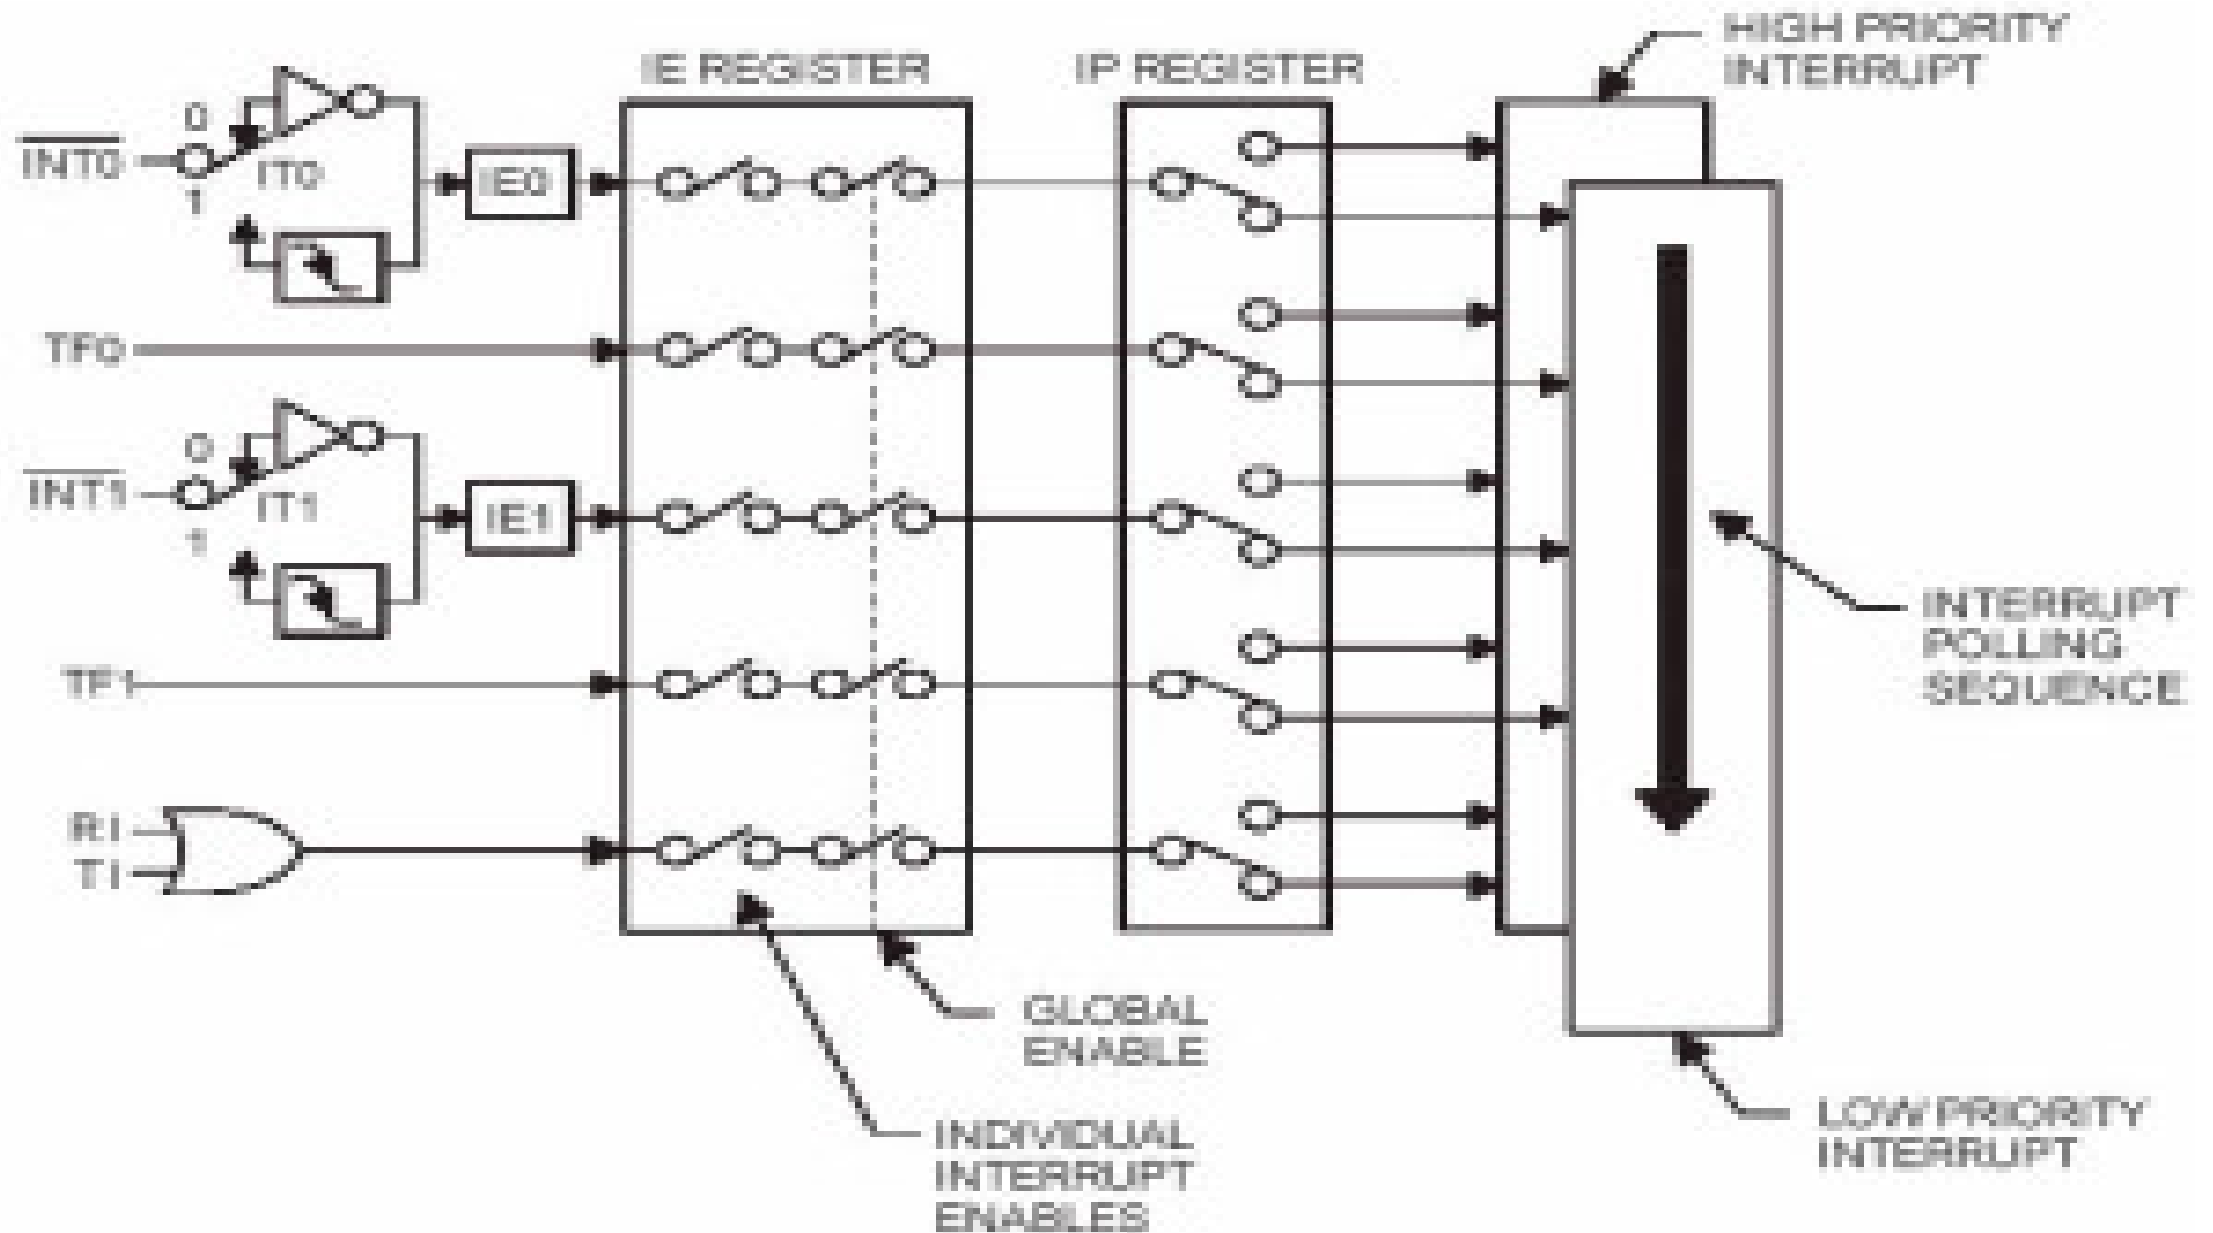 HIGH PRIORITY
INTERRUPT
IE REGISTER
IP REGISTER
0
INT0
IT0
1
IE0
TF0
0
INT1
IT1
1
IE1
TF1
RI
TI
INTERRUPT
POLLING
SEQUENCE
GLOBAL
ENABLE
INDIVIDUAL
INTERRUPT
ENABLES
LOW PRIORITY
INTERRUPT